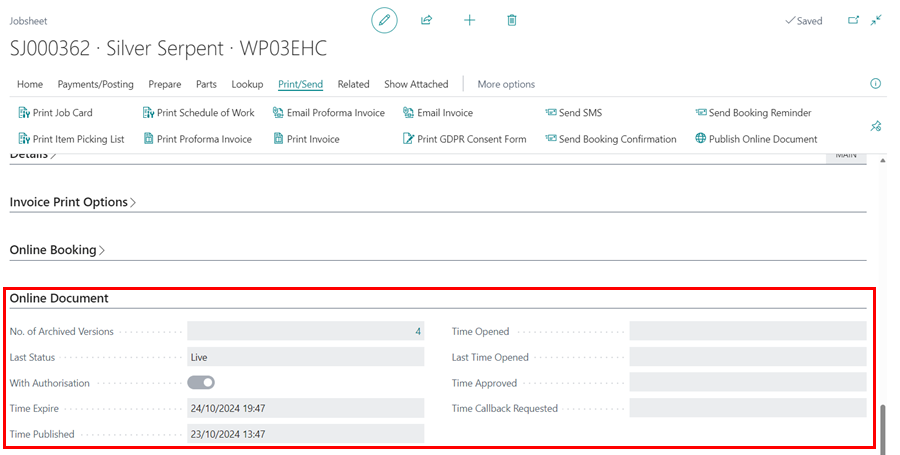 Jobsheet
Saved
SJ000362 · Silver Serpent · WP03EHC
Home Payments/Posting Prepare Parts Lookup Print/Send Related Show Attached More options
Print Job Card Print Schedule of Work Email Proforma Invoice Email Invoice Send SMS Send Booking Reminder
Print Item Picking List Print Proforma Invoice Print Invoice Print GDPR Consent Form Send Booking Confirmation Publish Online Document
Details MAIN
Invoice Print Options
Online Booking
Online Document
No. of Archived Versions 4 Time Opened
Last Status Live Last Time Opened
With Authorisation Time Approved
Time Expire 24/10/2024 19:47 Time Callback Requested
Time Published 23/10/2024 13:47